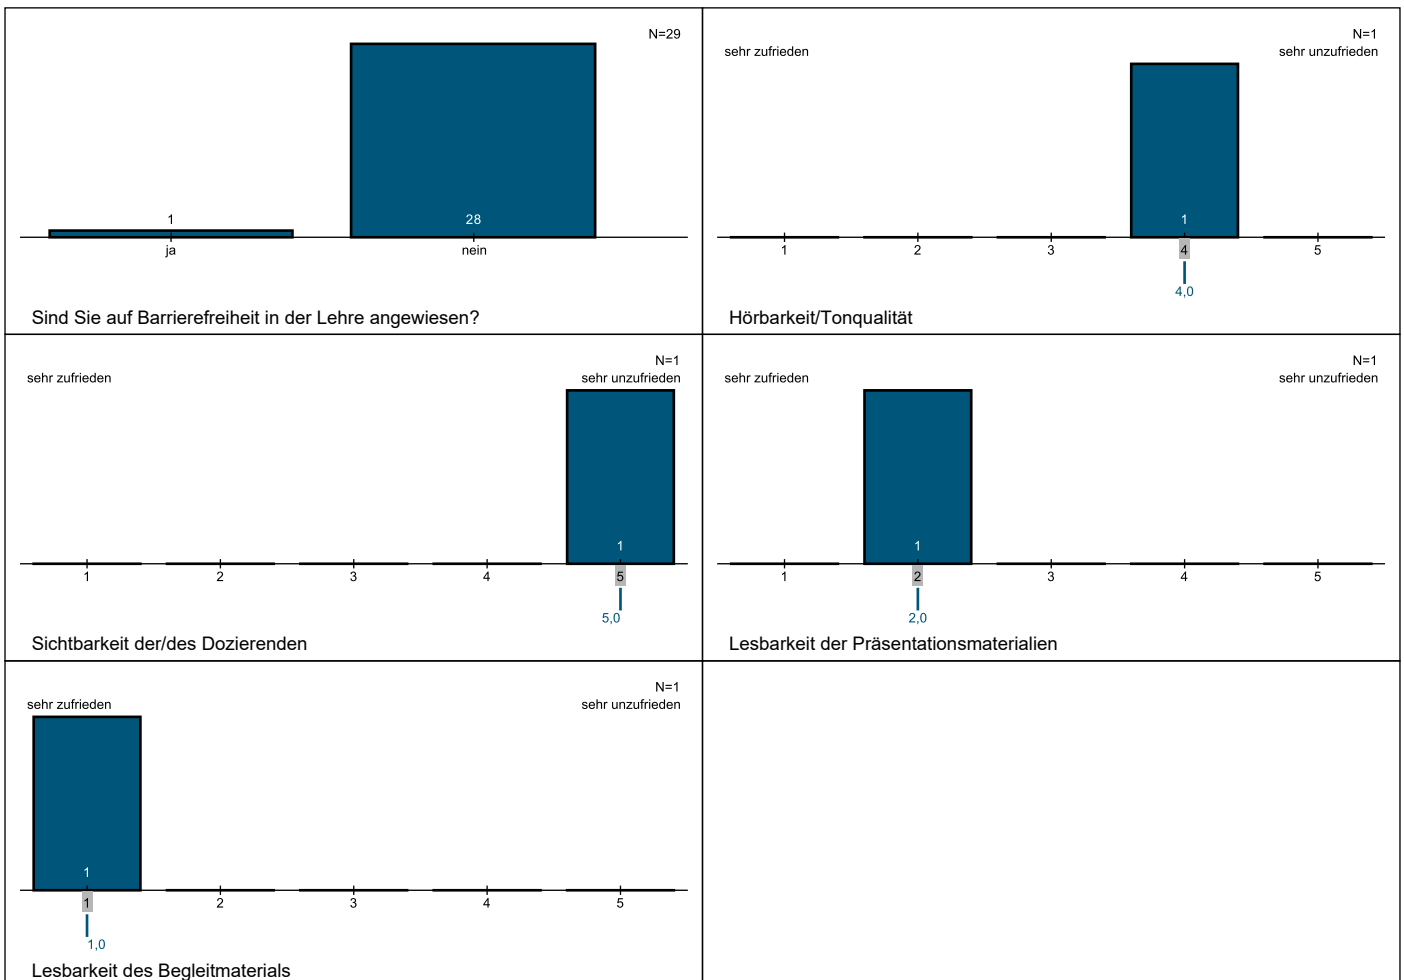 N=29
1
28
ja
nein
Sind Sie auf Barrierefreiheit in der Lehre angewiesen?
N=1
sehr zufrieden
sehr unzufrieden
1
1
2
3
4
5
4,0
Hörbarkeit/Tonqualität
N=1
sehr zufrieden
sehr unzufrieden
1
1
2
3
4
5
5,0
Sichtbarkeit der/des Dozierenden
N=1
sehr zufrieden
sehr unzufrieden
1
1
2
3
4
5
2,0
Lesbarkeit der Präsentationsmaterialien
N=1
sehr zufrieden
sehr unzufrieden
1
1
2
3
4
5
1,0
Lesbarkeit des Begleitmaterials